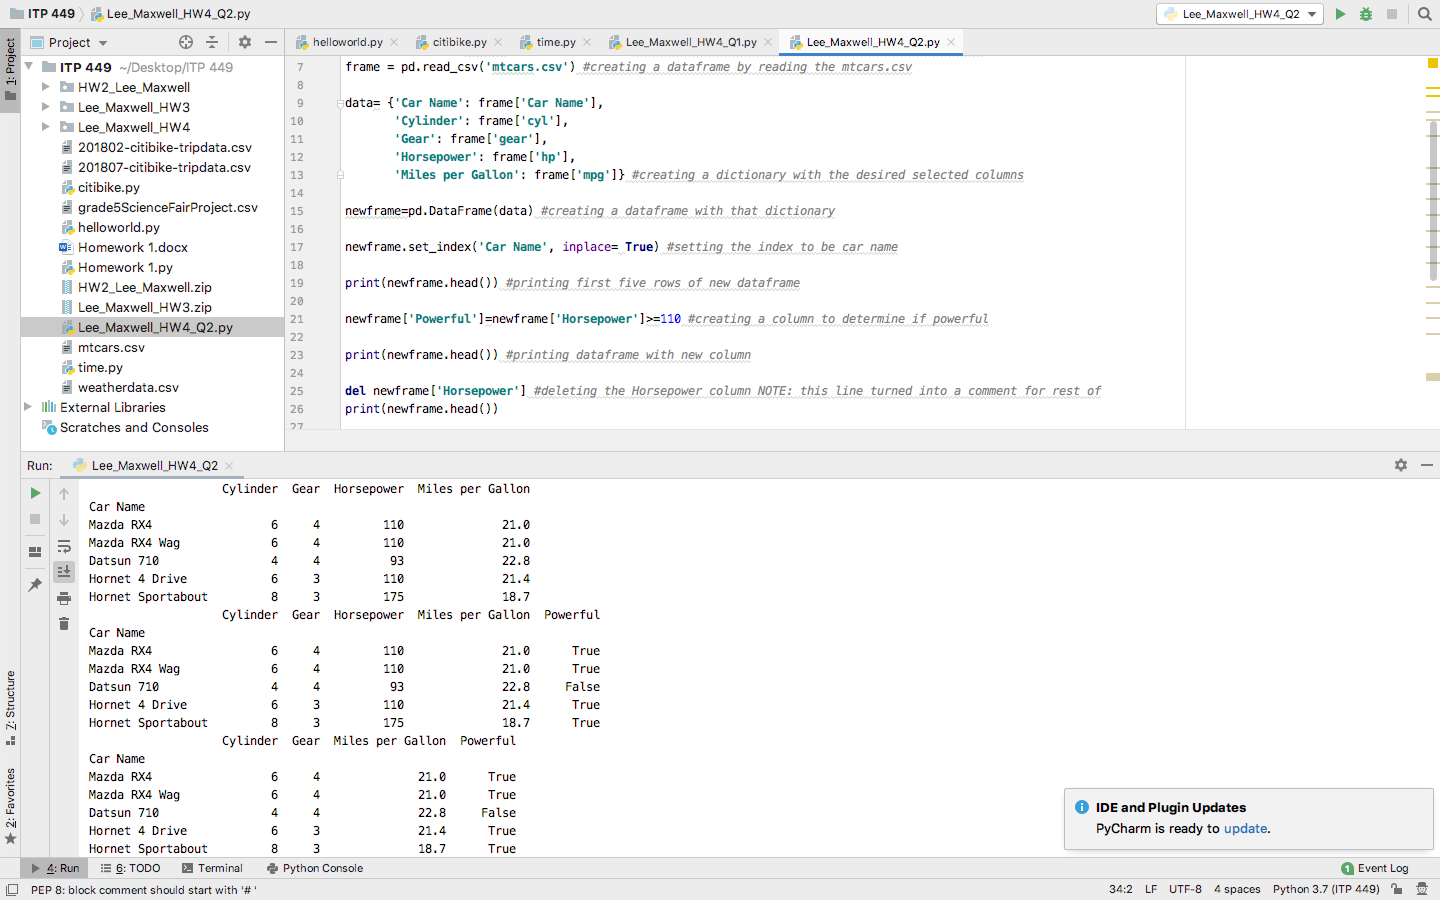 ITP 449 Lee_Maxwell_HW4_Q2.py Lee_Maxwell_HW4_Q2
1: Project
Project
helloworld.py citibike.py time.py Lee_Maxwell_HW4_Q1.py Lee_Maxwell_HW4_Q2.py
ITP 449 ~/Desktop/ITP 449
HW2_Lee_Maxwell
Lee_Maxwell_HW3
Lee_Maxwell_HW4
201802-citibike-tripdata.csv
201807-citibike-tripdata.csv
citibike.py
grade5ScienceFairProject.csv
helloworld.py
Homework 1.docx
Homework 1.py
HW2_Lee_Maxwell.zip
Lee_Maxwell_HW3.zip
Lee_Maxwell_HW4_Q2.py
mtcars.csv
time.py
weatherdata.csv
External Libraries
Scratches and Consoles
7 frame = pd.read_csv('mtcars.csv') #creating a dataframe by reading the mtcars.csv
8
9 data= {'Car Name': frame['Car Name'],
10 'Cylinder': frame['cyl'],
11 'Gear': frame['gear'],
12 'Horsepower': frame['hp'],
13 'Miles per Gallon': frame['mpg']} #creating a dictionary with the desired selected columns
14
15 newframe=pd.DataFrame(data) #creating a dataframe with that dictionary
16
17 newframe.set_index('Car Name', inplace= True) #setting the index to be car name
18
19 print(newframe.head()) #printing first five rows of new dataframe
20
21 newframe['Powerful']=newframe['Horsepower']>=110 #creating a column to determine if powerful
22
23 print(newframe.head()) #printing dataframe with new column
24
25 del newframe['Horsepower'] #deleting the Horsepower column NOTE: this line turned into a comment for rest of
26 print(newframe.head())
27
Run: Lee_Maxwell_HW4_Q2
Cylinder Gear Horsepower Miles per Gallon
Car Name
Mazda RX4 6 4 110 21.0
Mazda RX4 Wag 6 4 110 21.0
Datsun 710 4 4 93 22.8
Hornet 4 Drive 6 3 110 21.4
Hornet Sportabout 8 3 175 18.7
Cylinder Gear Horsepower Miles per Gallon Powerful
Car Name
Mazda RX4 6 4 110 21.0 True
Mazda RX4 Wag 6 4 110 21.0 True
Datsun 710 4 4 93 22.8 False
Hornet 4 Drive 6 3 110 21.4 True
Hornet Sportabout 8 3 175 18.7 True
Cylinder Gear Miles per Gallon Powerful
Car Name
Mazda RX4 6 4 21.0 True
Mazda RX4 Wag 6 4 21.0 True
Datsun 710 4 4 22.8 False
Hornet 4 Drive 6 3 21.4 True
Hornet Sportabout 8 3 18.7 True
7: Structure
2: Favorites
IDE and Plugin Updates
PyCharm is ready to update.
4: Run 6: TODO Terminal Python Console 1 Event Log
PEP 8: block comment should start with '# ' 34:2 LF UTF-8 4 spaces Python 3.7 (ITP 449)